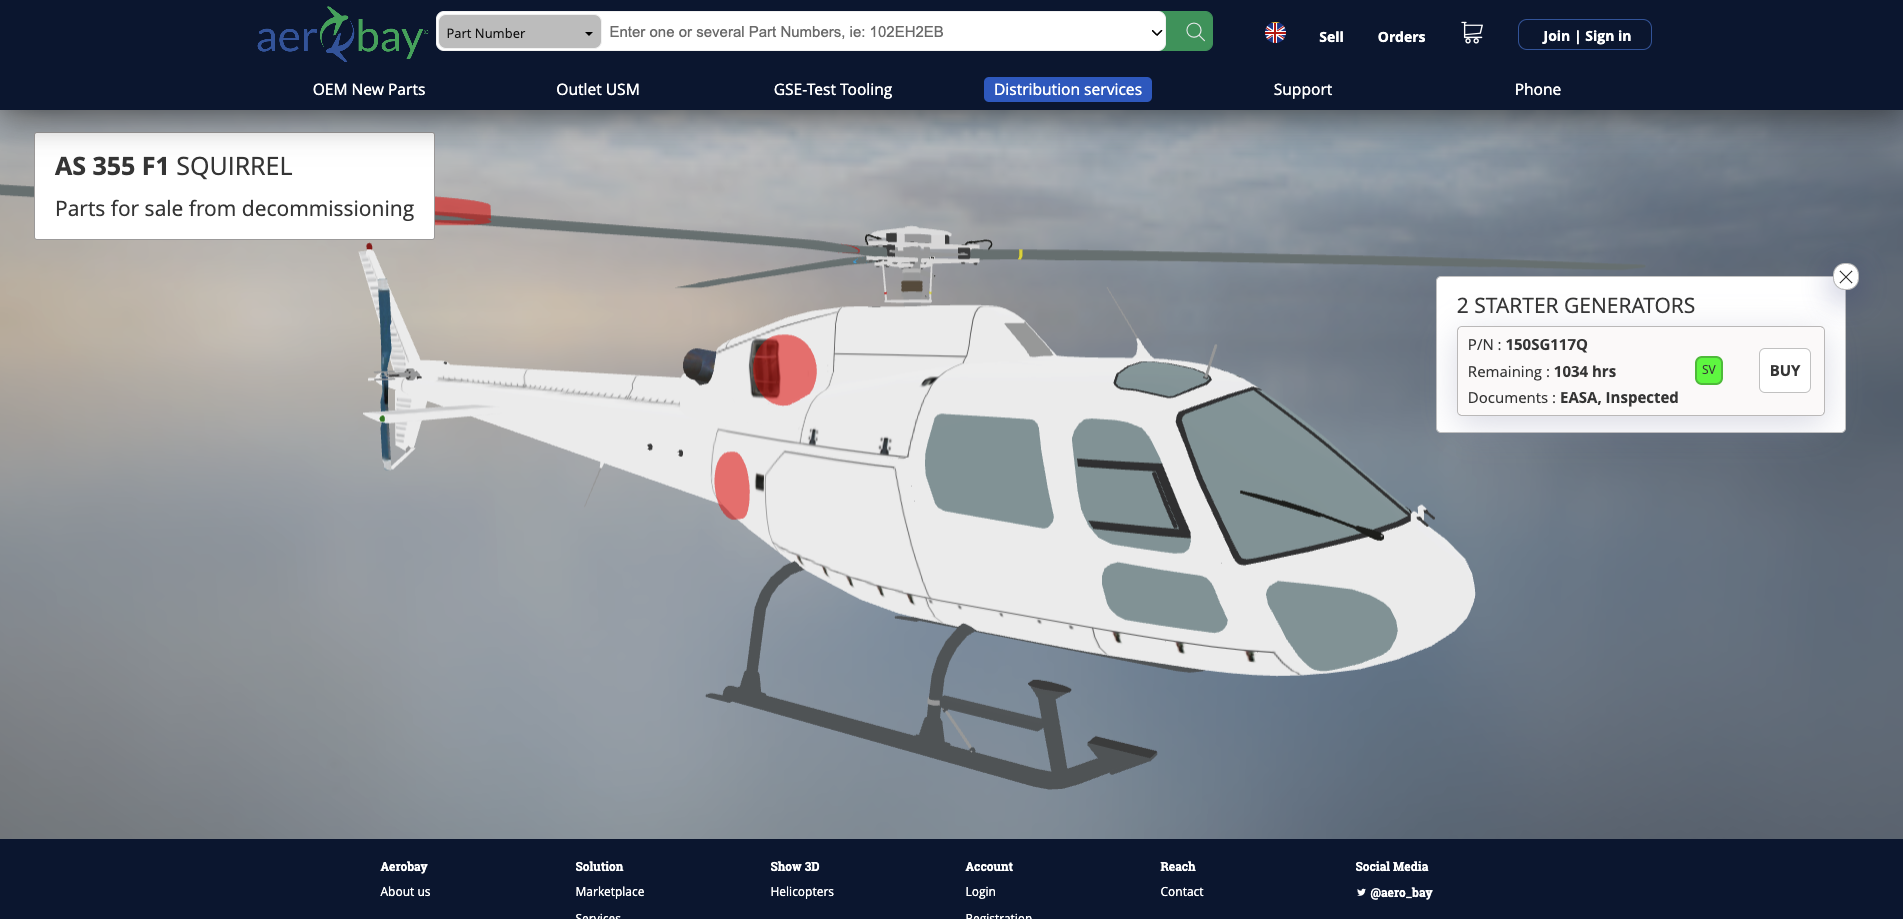 aerobay
Part Number
Enter one or several Part Numbers, ie: 102EH2EB
Sell
Orders
Join | Sign in
OEM New Parts
Outlet USM
GSE-Test Tooling
Distribution services
Support
Phone
AS 355 F1 SQUIRREL
Parts for sale from decommissioning
2 STARTER GENERATORS
P/N : 150SG117Q
Remaining : 1034 hrs
Documents : EASA, Inspected
SV
BUY
Aerobay
About us
Solution
Marketplace
Services
Show 3D
Helicopters
Account
Login
Registration
Reach
Contact
Social Media
@aero_bay